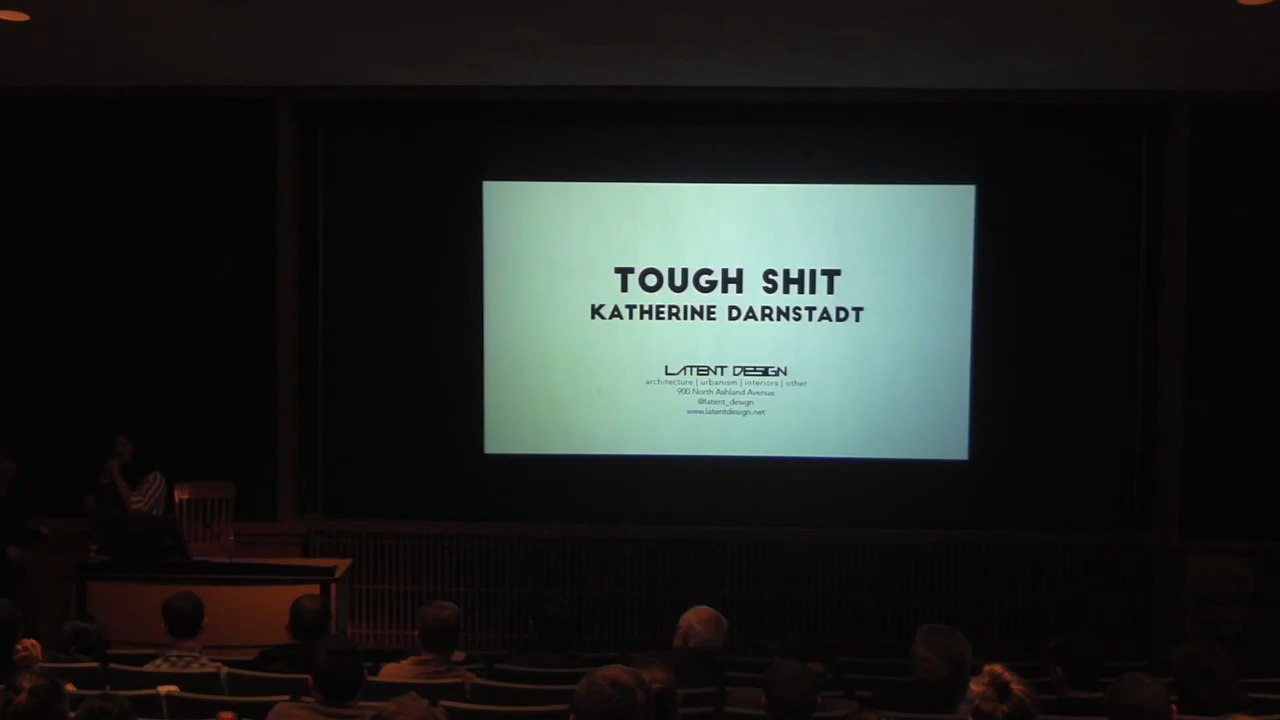 TOUGH SHIT
KATHERINE DARNSTADT
LATENT DESIGN
architecture | urbanism | interiors | other
900 North Ashland Avenue
@latent_design
www.latentdesign.net